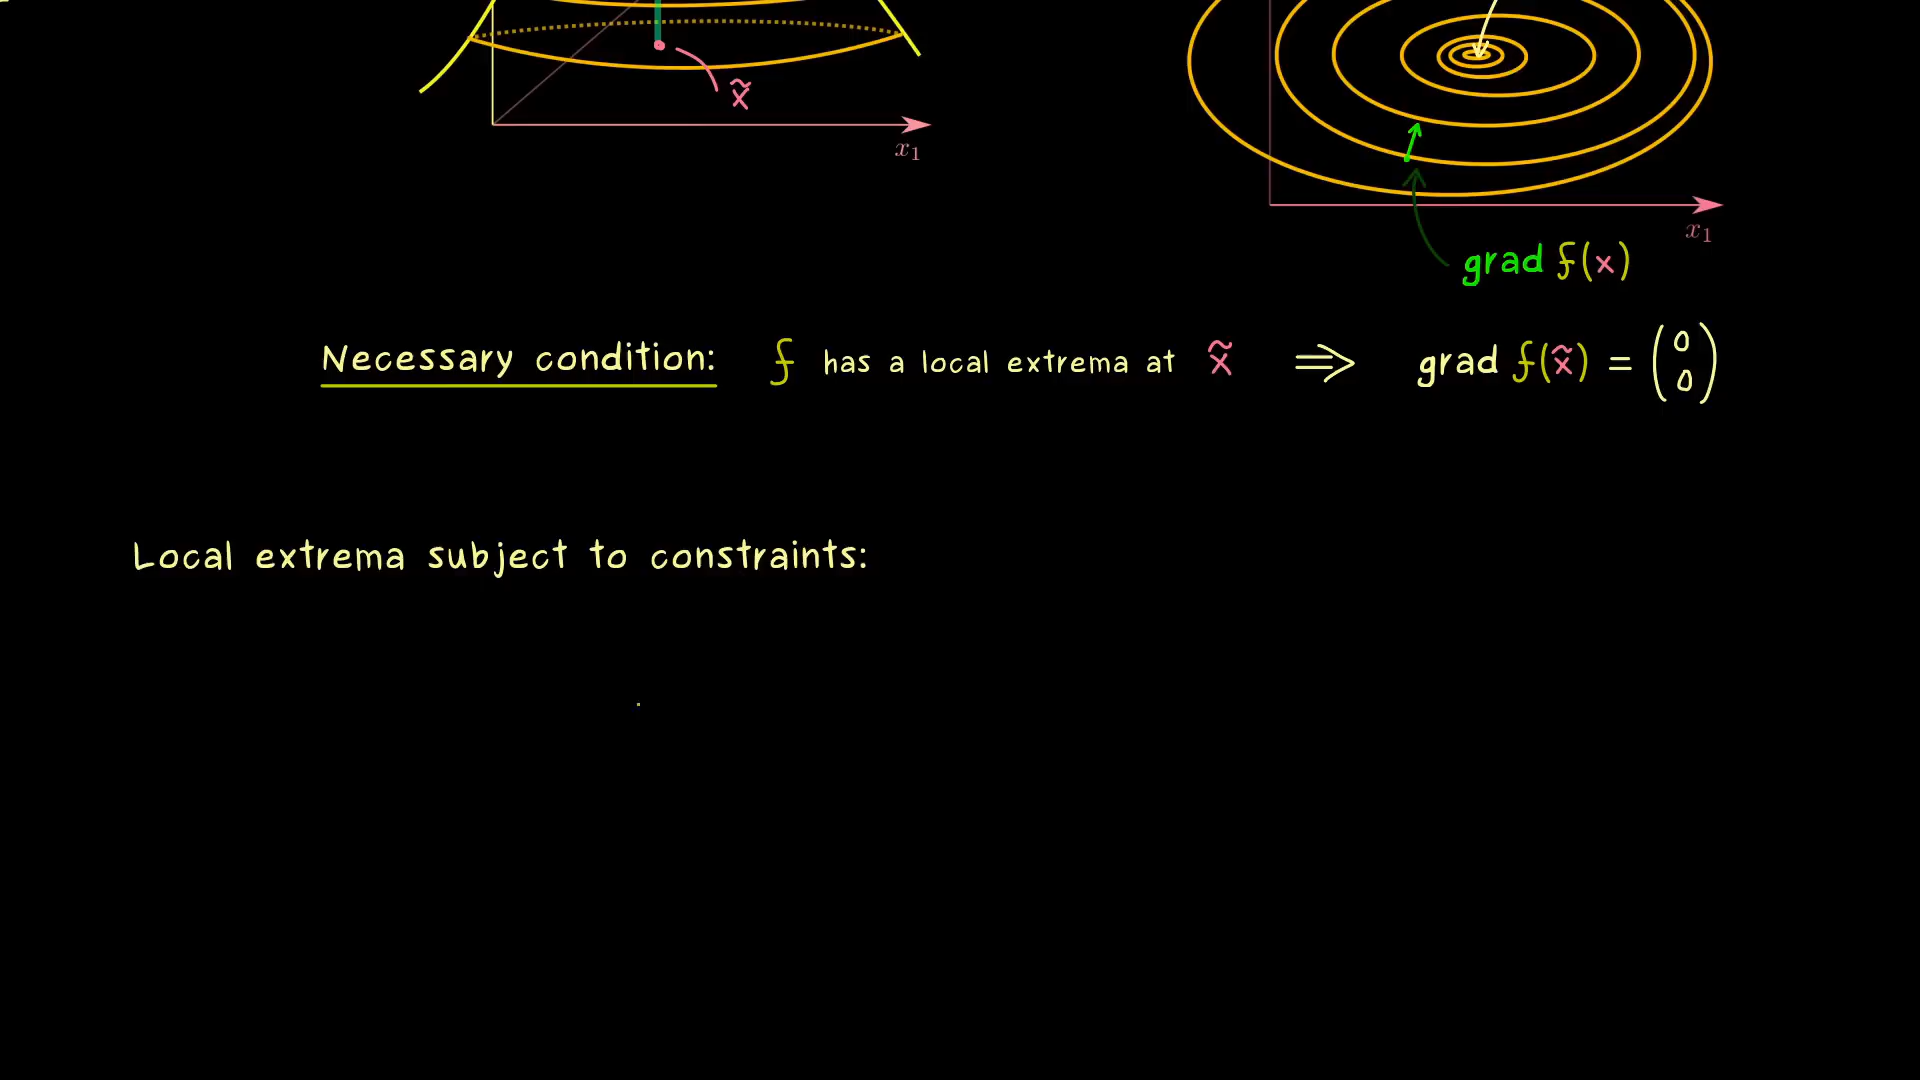 x̃
x₁
x₁
grad f(x)
Necessary condition: f has a local extrema at x̃ ⟹ grad f(x̃) = (0 0)
Local extrema subject to constraints: